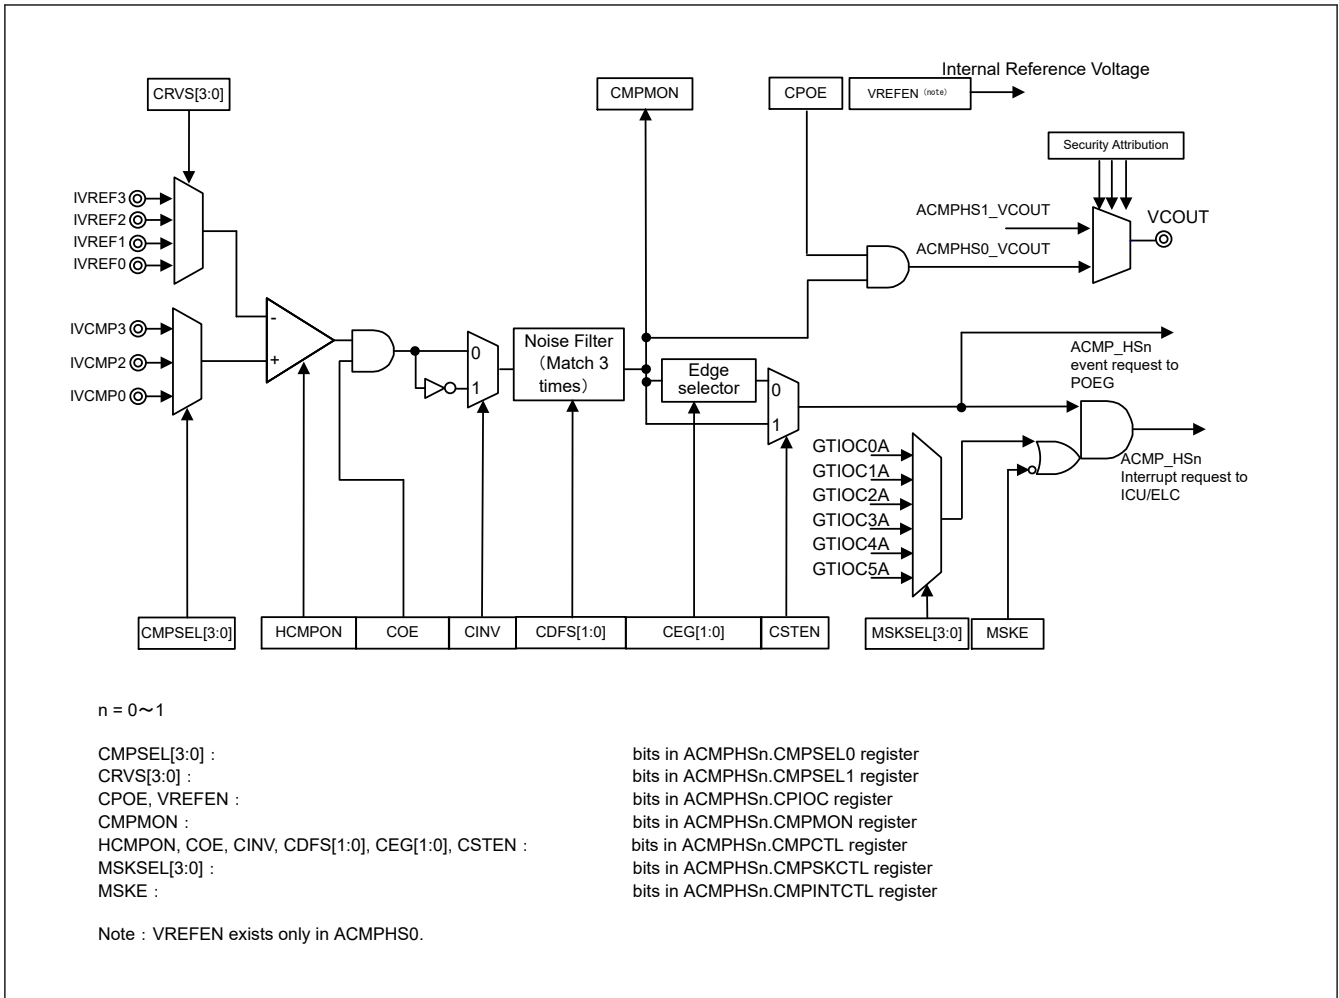 Internal Reference Voltage
CRVS[3:0]
CMPMON
CPOE
VREFEN (note)
Security Attribution
IVREF3
IVREF2
IVREF1
IVREF0
ACMPHS1_VCOUT
VCOUT
ACMPHS0_VCOUT
IVCMP3
IVCMP2
IVCMP0
-
+
0
1
Noise Filter
（Match 3
times）
Edge
selector
0
1
ACMP_HSn
event request to
POEG
GTIOC0A
GTIOC1A
GTIOC2A
GTIOC3A
GTIOC4A
GTIOC5A
ACMP_HSn
Interrupt request to
ICU/ELC
CMPSEL[3:0]
HCMPON
COE
CINV
CDFS[1:0]
CEG[1:0]
CSTEN
MSKSEL[3:0]
MSKE
n = 0～1
CMPSEL[3:0]： bits in ACMPHSn.CMPSEL0 register
CRVS[3:0]： bits in ACMPHSn.CMPSEL1 register
CPOE, VREFEN： bits in ACMPHSn.CPIOC register
CMPMON： bits in ACMPHSn.CMPMON register
HCMPON, COE, CINV, CDFS[1:0], CEG[1:0], CSTEN： bits in ACMPHSn.CMPCTL register
MSKSEL[3:0]： bits in ACMPHSn.CMPSKCTL register
MSKE： bits in ACMPHSn.CMPINTCTL register
Note：VREFEN exists only in ACMPHS0.